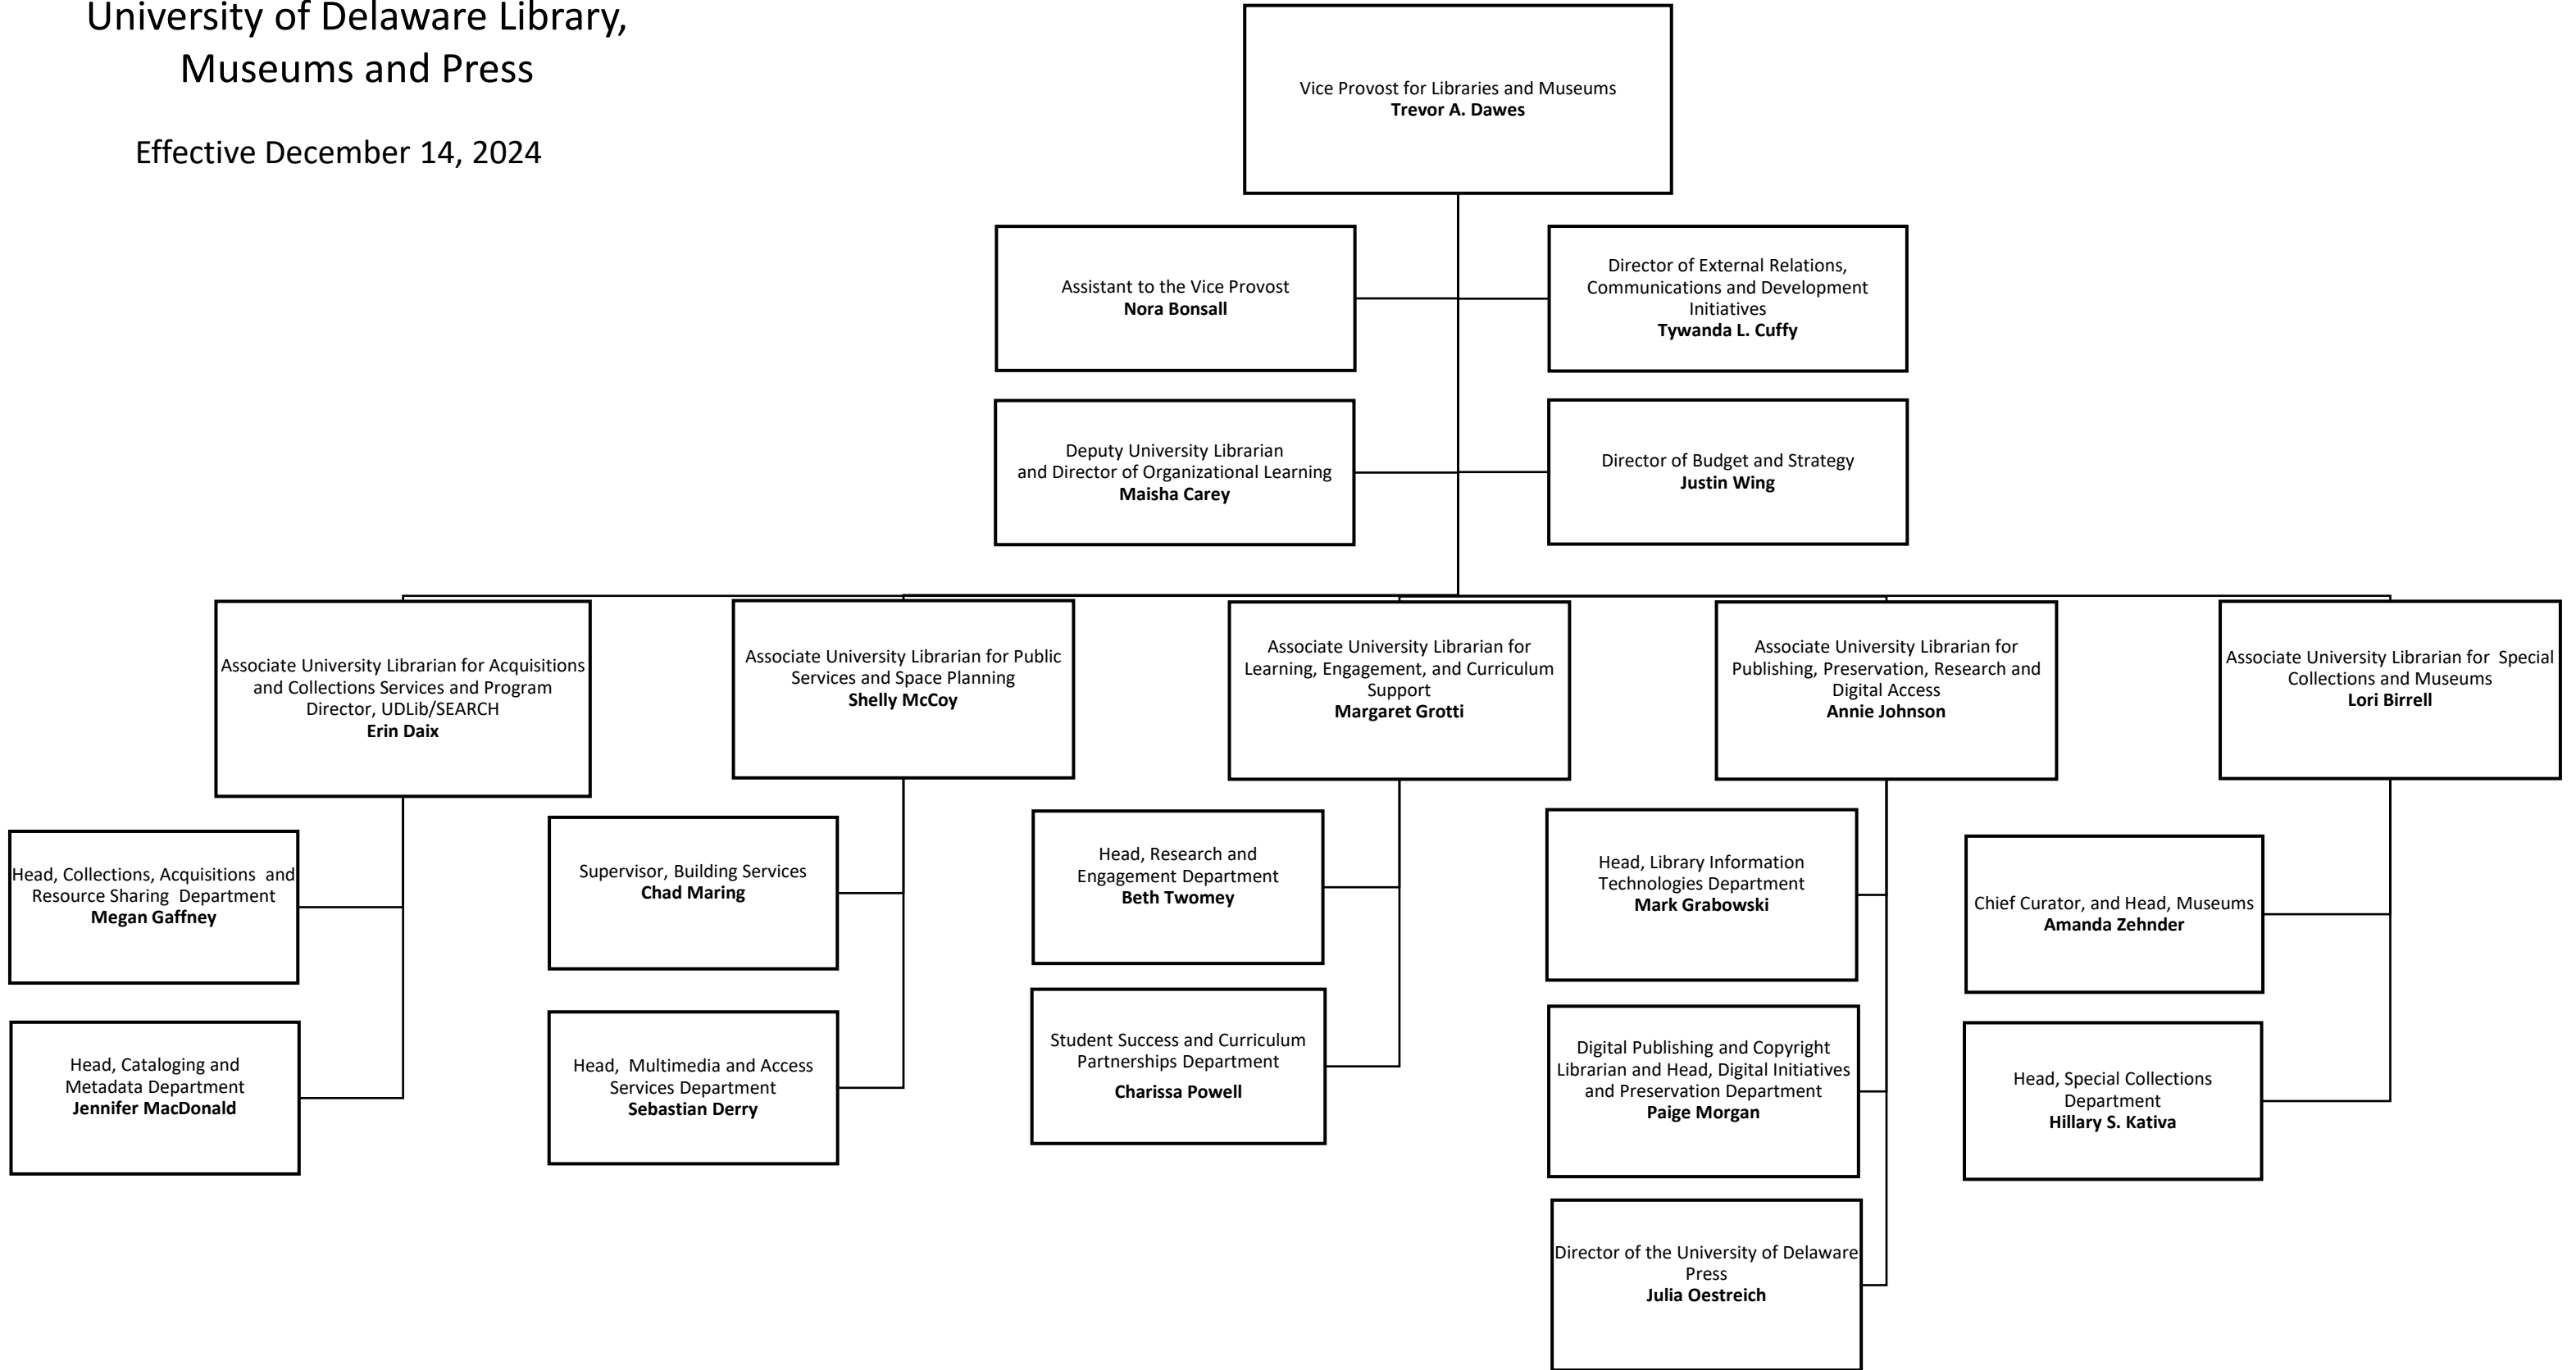 University of Delaware Library,
Museums and Press
Effective December 14, 2024
Vice Provost for Libraries and Museums
Trevor A. Dawes
Assistant to the Vice Provost
Nora Bonsall
Director of External Relations,
Communications and Development
Initiatives
Tywanda L. Cuffy
Deputy University Librarian
and Director of Organizational Learning
Maisha Carey
Director of Budget and Strategy
Justin Wing
Associate University Librarian for Acquisitions
and Collections Services and Program
Director, UDLib/SEARCH
Erin Daix
Associate University Librarian for Public
Services and Space Planning
Shelly McCoy
Associate University Librarian for
Learning, Engagement, and Curriculum
Support
Margaret Grotti
Associate University Librarian for
Publishing, Preservation, Research and
Digital Access
Annie Johnson
Associate University Librarian for  Special
Collections and Museums
Lori Birrell
Head, Collections, Acquisitions  and
Resource Sharing  Department
Megan Gaffney
Head, Cataloging and
Metadata Department
Jennifer MacDonald
Supervisor, Building Services
Chad Maring
Head,  Multimedia and Access
Services Department
Sebastian Derry
Head, Research and
Engagement Department
Beth Twomey
Student Success and Curriculum
Partnerships Department
Charissa Powell
Head, Library Information
Technologies Department
Mark Grabowski
Digital Publishing and Copyright
Librarian and Head, Digital Initiatives
and Preservation Department
Paige Morgan
Director of the University of Delaware
Press
Julia Oestreich
Chief Curator, and Head, Museums
Amanda Zehnder
Head, Special Collections
Department
Hillary S. Kativa